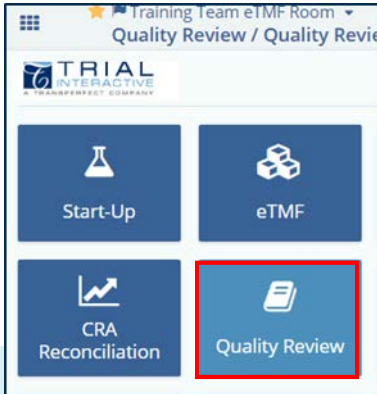 Training Team eTMF Room
Quality Review / Quality Revie
TRIAL
INTERACTIVE
A TRANSPERFECT COMPANY
Start-Up
eTMF
CRA
Reconciliation
Quality Review